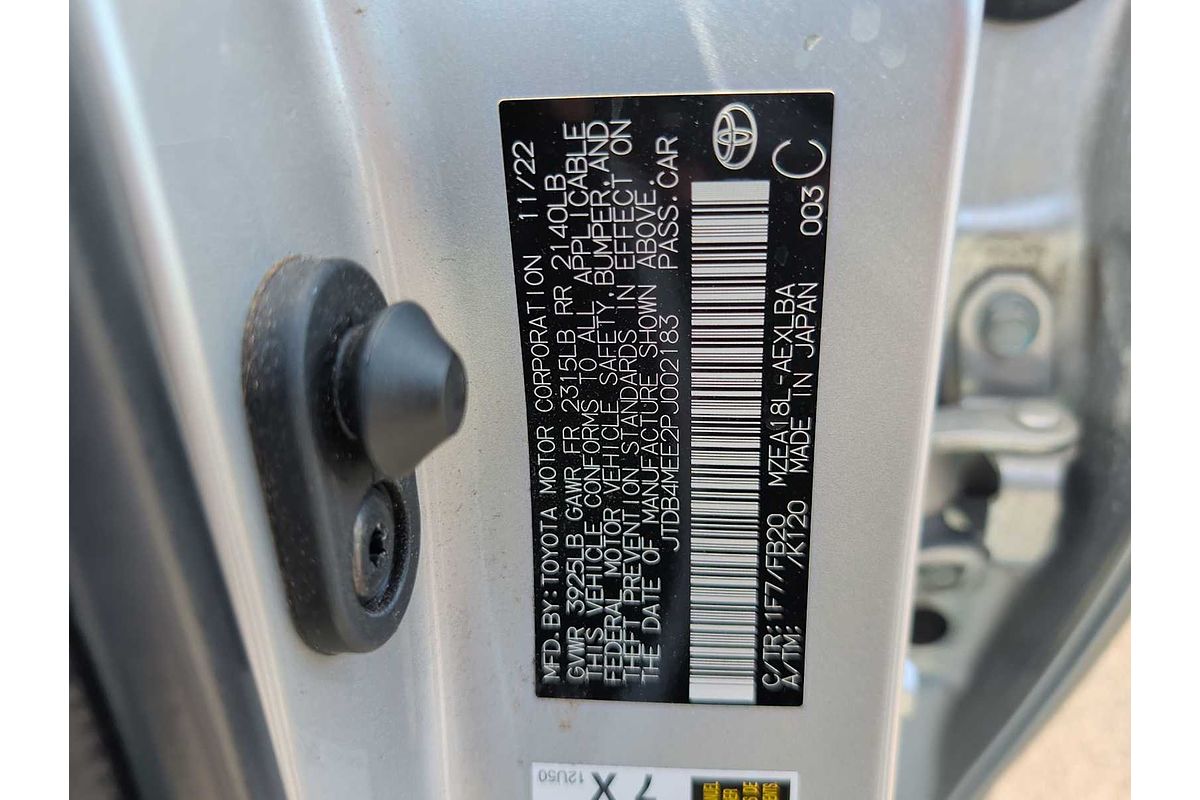 MFD.BY:TOYOTA MOTOR CORPORATION 11/22
GVWR 3925LB GAWR FR 2315LB RR 2140LB
THIS VEHICLE CONFORMS TO ALL APPLICABLE
FEDERAL MOTOR VEHICLE SAFETY, BUMPER, AND
THEFT PREVENTION STANDARDS IN EFFECT ON
THE DATE OF MANUFACTURE SHOWN ABOVE.
JTDB4MEE2PJ002183 PASS.CAR
C/TR:1F7/FB20 MZEA18L-AEXLBA 003 C
A/TM: /K120 MADE IN JAPAN
12U50
7X